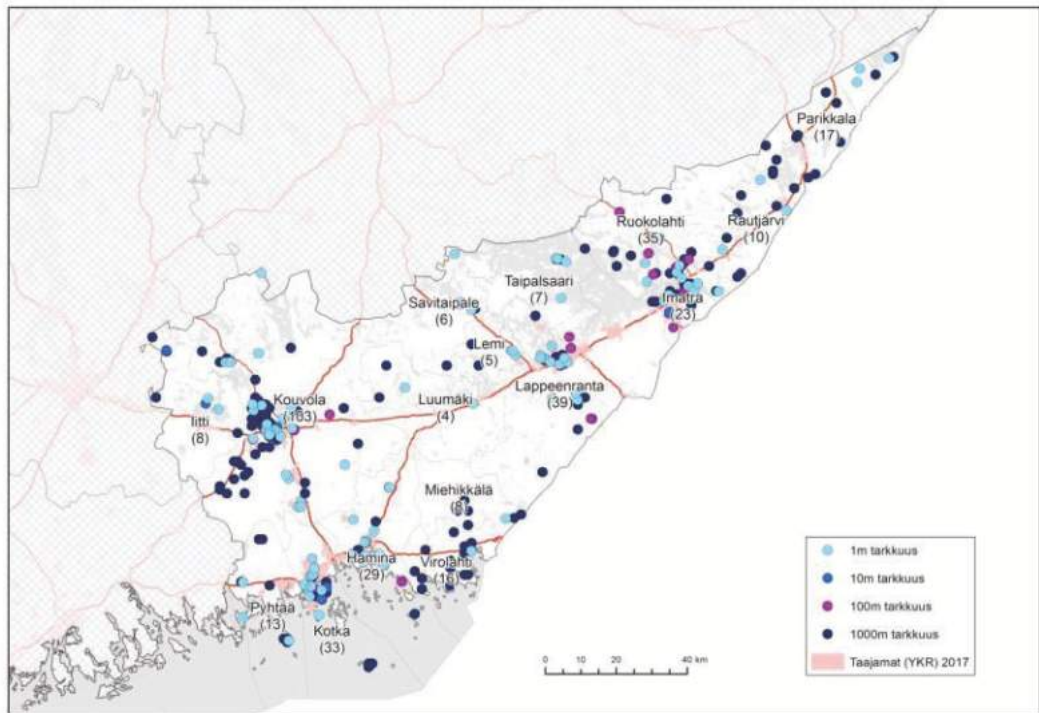 Parikkala
(17)
Ruokolahti
(35)
Rautjärvi
(10)
Taipalsaari
(7)
Imatra
(23)
Savitaipale
(6)
Lemi
(5)
Lappeenranta
(39)
Kouvola
(103)
Luumäki
(4)
Iitti
(8)
Miehikkälä
(8)
Hamina
(29)
Virolahti
(16)
Pyhtää
(13)
Kotka
(33)
0 10 20 40 km
1m tarkkuus
10m tarkkuus
100m tarkkuus
1000m tarkkuus
Taajamat (YKR) 2017